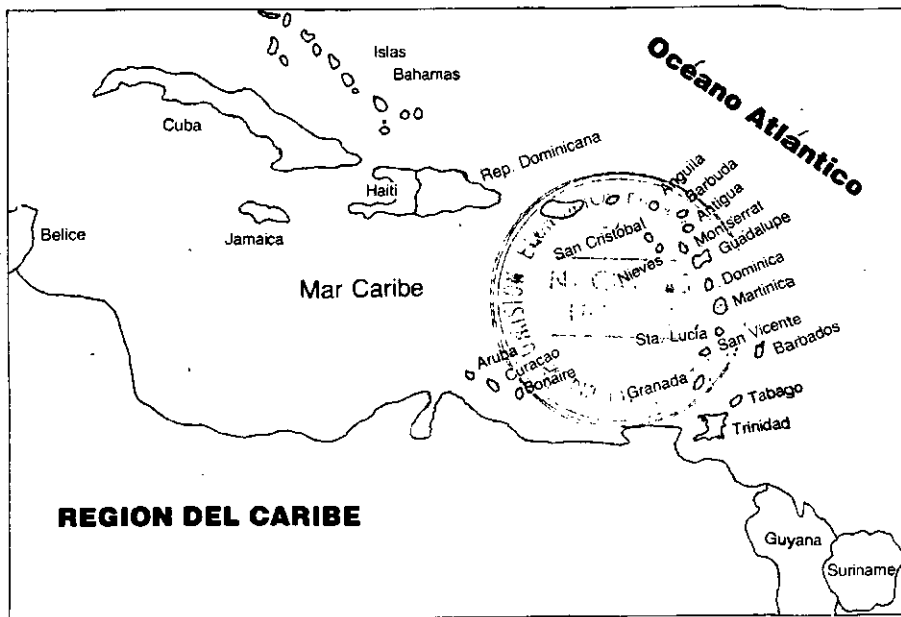 Océano Atlántico
Islas
Bahamas
Cuba
Rep. Dominicana
Haiti
Jamaica
Belice
Anguila
Barbuda
Antigua
Montserrat
Guadalupe
San Cristóbal
Nieves
Dominica
Martinica
Mar Caribe
Sta. Lucía
San Vicente
Barbados
Aruba
Curacao
Bonaire
Granada
Tabago
Trinidad
REGION DEL CARIBE
Guyana
Suriname